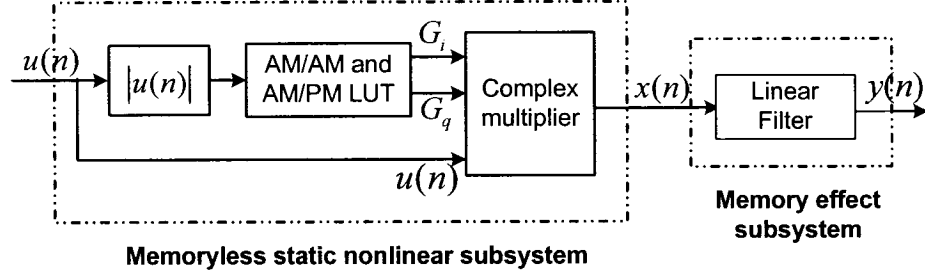 u(n)
|u(n)|
AM/AM and
AM/PM LUT
G_i
G_q
u(n)
Complex
multiplier
x(n)
Linear
Filter
y(n)
Memoryless static nonlinear subsystem
Memory effect
subsystem